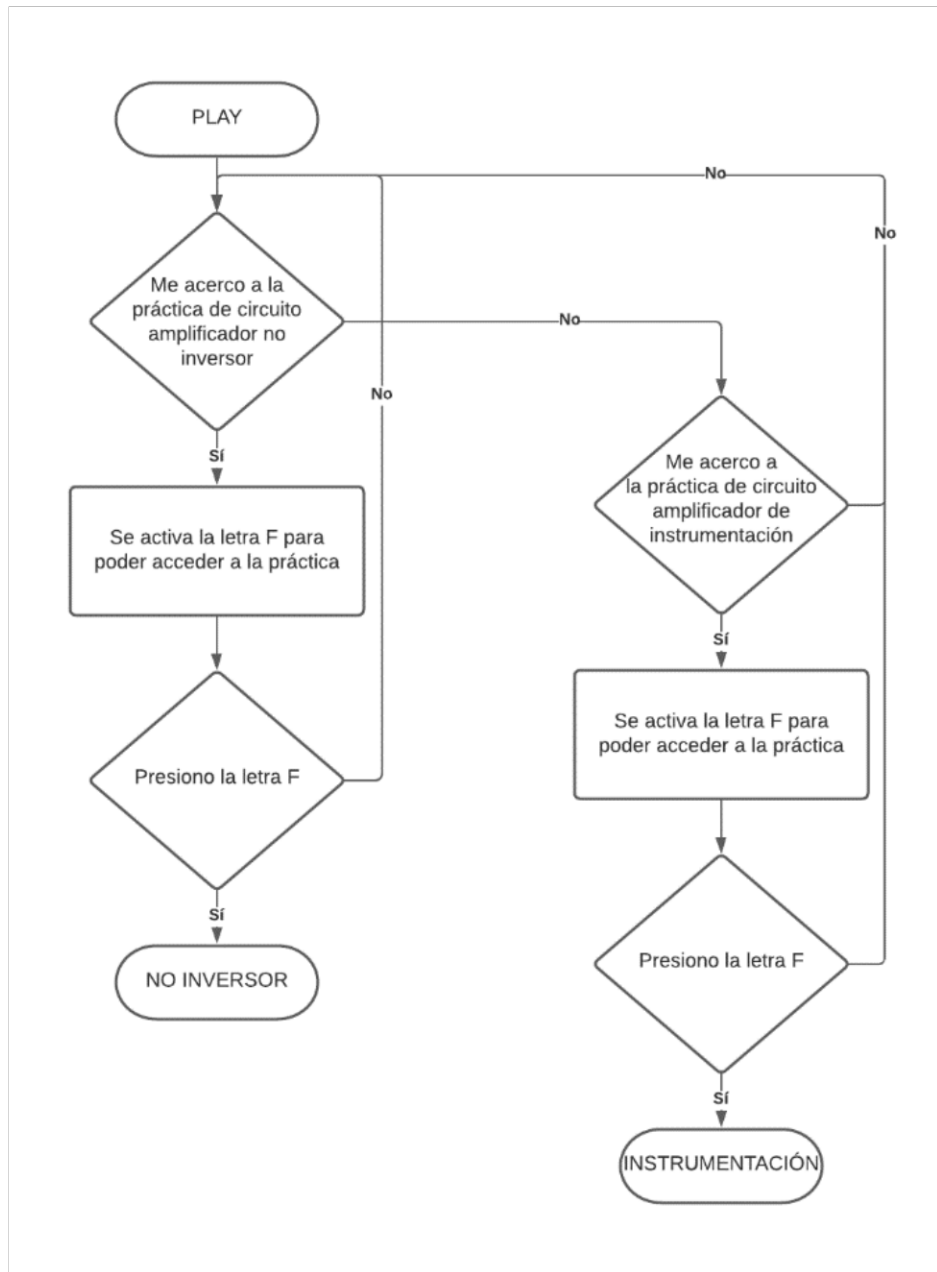 PLAY
No
No
Me acerco a la
práctica de circuito
amplificador no
inversor
No
No
Sí
Me acerco a
la práctica de circuito
amplificador de
instrumentación
Se activa la letra F para
poder acceder a la práctica
Sí
Se activa la letra F para
poder acceder a la práctica
Presiono la letra F
Sí
NO INVERSOR
Presiono la letra F
Sí
INSTRUMENTACIÓN